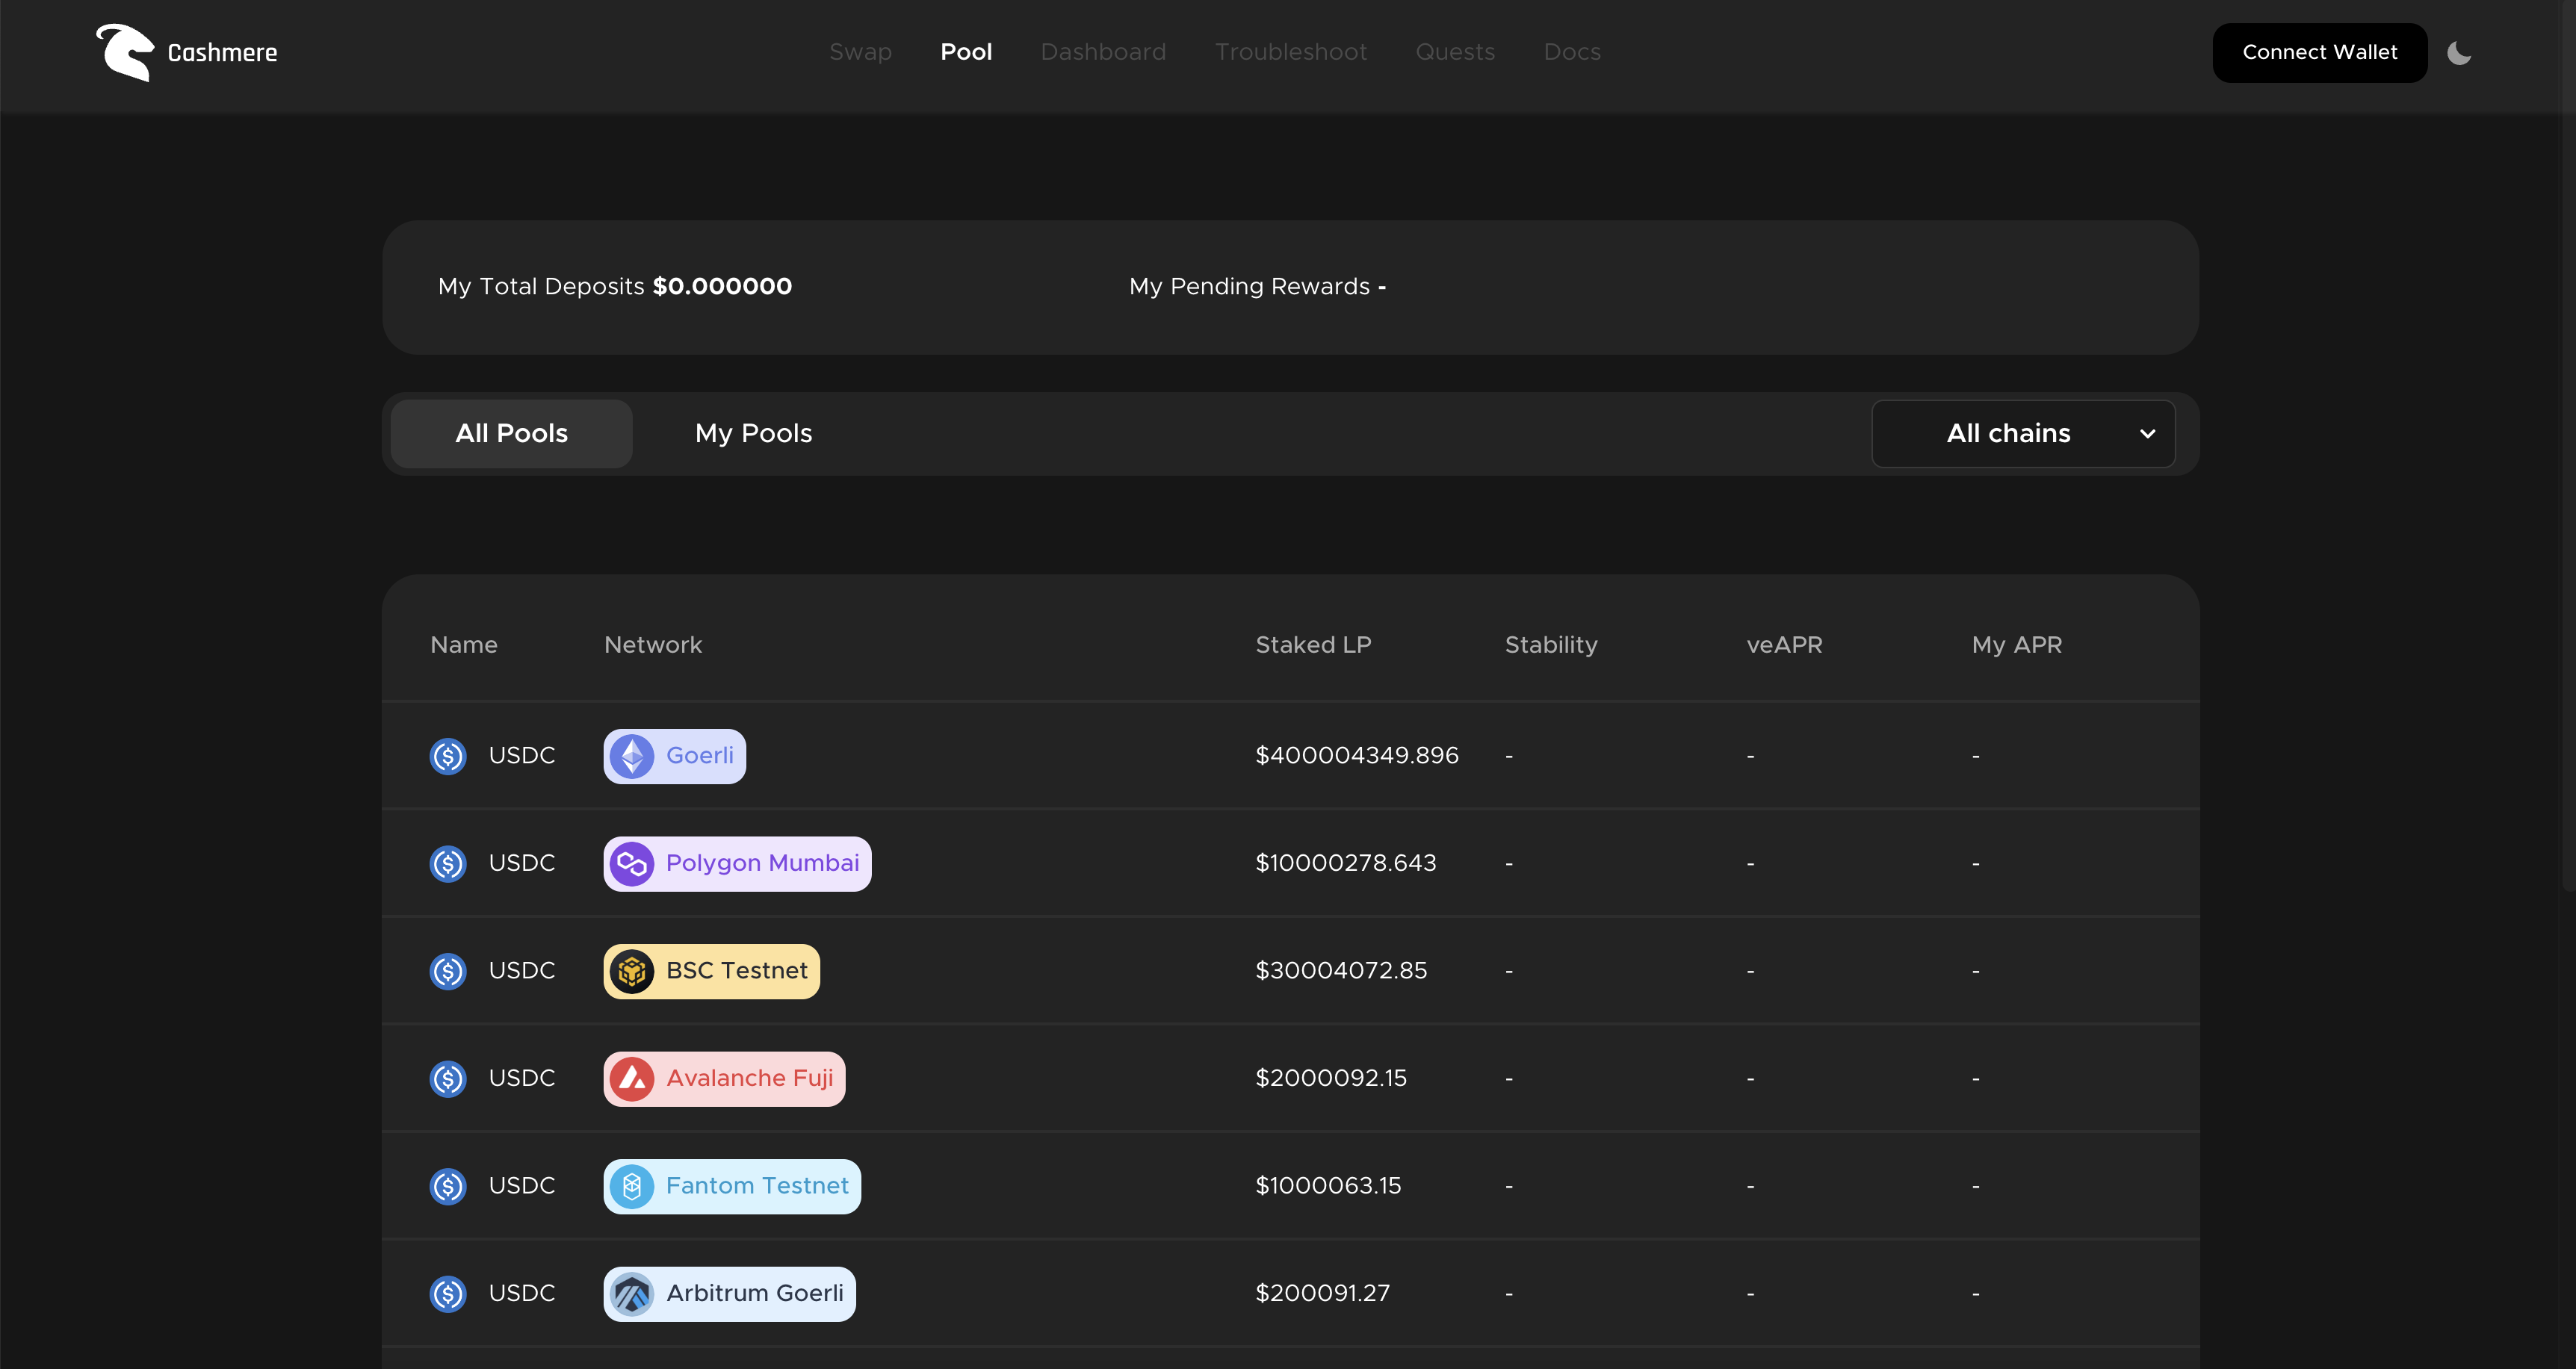 Cashmere
Swap Pool Dashboard Troubleshoot Quests Docs
Connect Wallet
My Total Deposits $0.000000 My Pending Rewards -
All Pools My Pools All chains
Name Network Staked LP Stability veAPR My APR
USDC Goerli $400004349.896 - - -
USDC Polygon Mumbai $10000278.643 - - -
USDC BSC Testnet $30004072.85 - - -
USDC Avalanche Fuji $2000092.15 - - -
USDC Fantom Testnet $1000063.15 - - -
USDC Arbitrum Goerli $200091.27 - - -